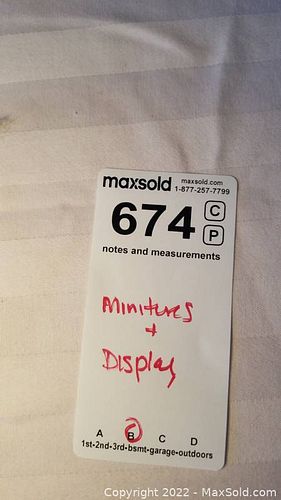 maxsold maxsold.com
1-877-257-7799
674 C
P
notes and measurements
Minitures
+
Display
A B C D
1st-2nd-3rd-bsmt-garage-outdoors
Copyright 2022 - MaxSold.com